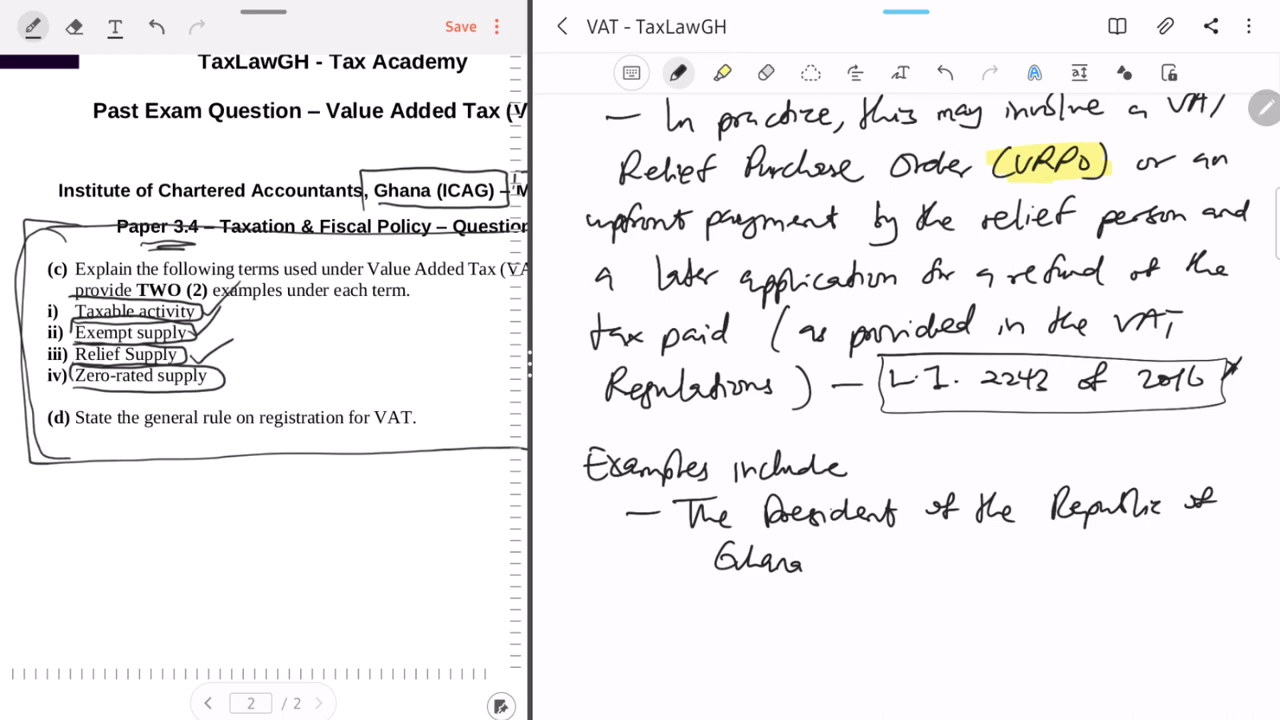 Save
TaxLawGH - Tax Academy
Past Exam Question – Value Added Tax (V
Institute of Chartered Accountants, Ghana (ICAG) –
Paper 3.4 – Taxation & Fiscal Policy – Question
(c) Explain the following terms used under Value Added Tax (VA
provide TWO (2) examples under each term.
i) Taxable activity
ii) Exempt supply
iii) Relief Supply
iv) Zero-rated supply
(d) State the general rule on registration for VAT.
2 / 2
VAT - TaxLawGH
— In practice, this may involve a VAT
Relief Purchase Order (VRPO) or an
upfront payment by the relief person and
a later application for a refund of the
tax paid (as provided in the VAT
Regulations) — L.I. 2243 of 2016
Examples include
— The President of the Republic of
Ghana